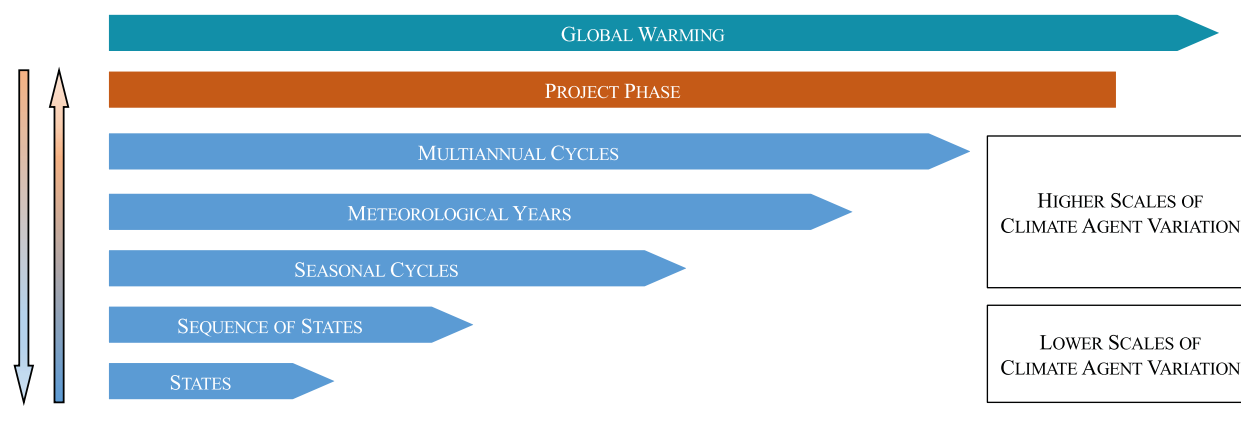 GLOBAL WARMING
PROJECT PHASE
MULTIANNUAL CYCLES
METEOROLOGICAL YEARS
SEASONAL CYCLES
SEQUENCE OF STATES
STATES
HIGHER SCALES OF
CLIMATE AGENT VARIATION
LOWER SCALES OF
CLIMATE AGENT VARIATION